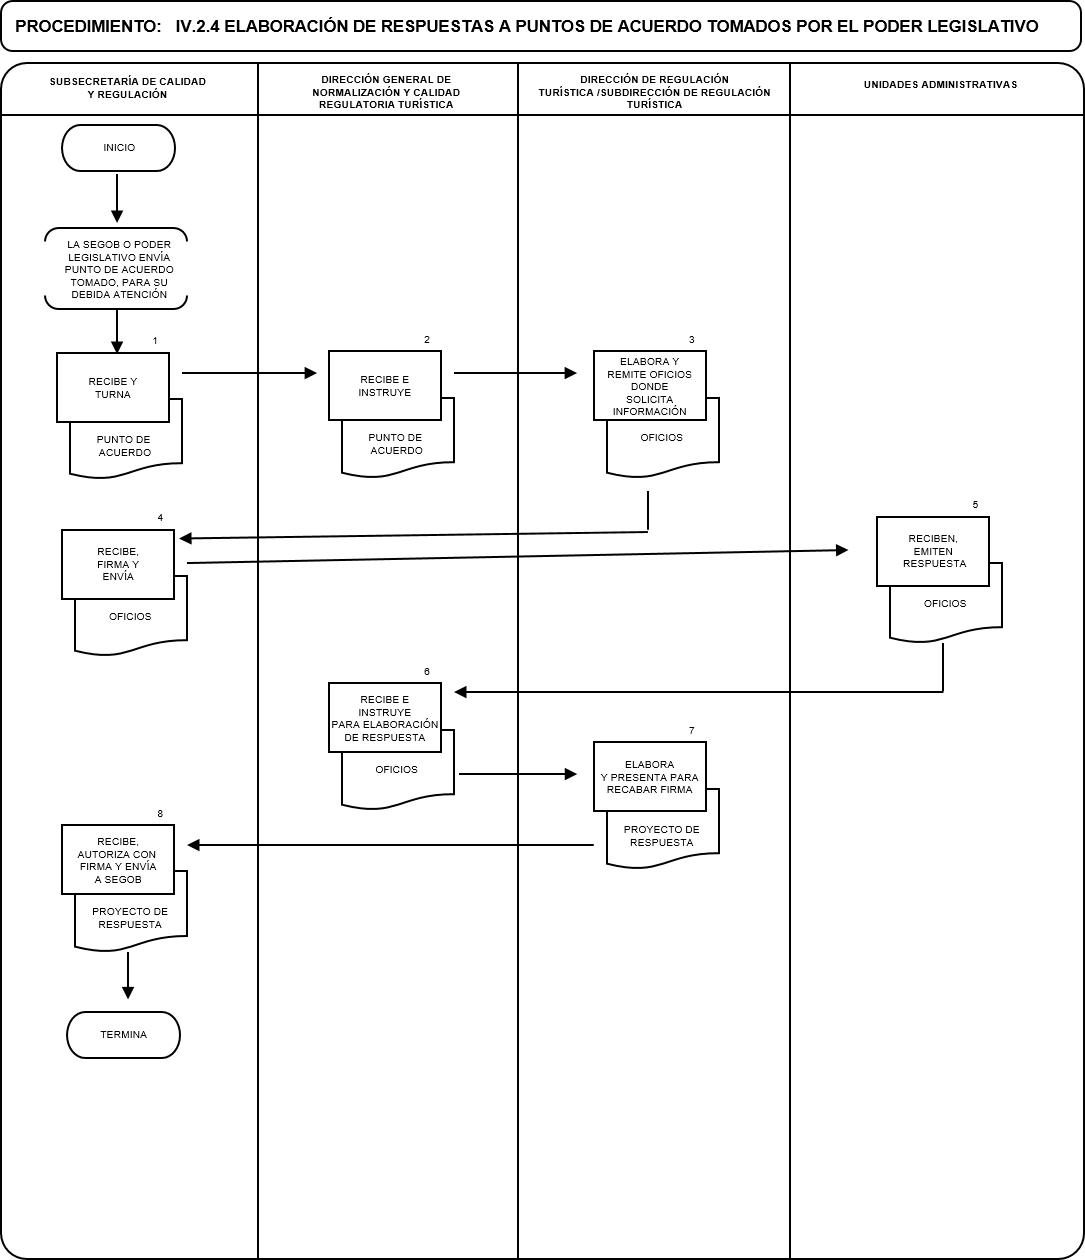 PROCEDIMIENTO: IV.2.4 ELABORACIÓN DE RESPUESTAS A PUNTOS DE ACUERDO TOMADOS POR EL PODER LEGISLATIVO
SUBSECRETARÍA DE CALIDAD
Y REGULACIÓN
DIRECCIÓN GENERAL DE
NORMALIZACIÓN Y CALIDAD
REGULATORIA TURÍSTICA
DIRECCIÓN DE REGULACIÓN
TURÍSTICA /SUBDIRECCIÓN DE REGULACIÓN
TURÍSTICA
UNIDADES ADMINISTRATIVAS
INICIO
LA SEGOB O PODER
LEGISLATIVO ENVÍA
PUNTO DE ACUERDO
TOMADO, PARA SU
DEBIDA ATENCIÓN
1
RECIBE Y
TURNA
PUNTO DE
ACUERDO
2
RECIBE E
INSTRUYE
PUNTO DE
ACUERDO
3
ELABORA Y
REMITE OFICIOS
DONDE
SOLICITA
INFORMACIÓN
OFICIOS
4
RECIBE,
FIRMA Y
ENVÍA
OFICIOS
5
RECIBEN,
EMITEN
RESPUESTA
OFICIOS
6
RECIBE E
INSTRUYE
PARA ELABORACIÓN
DE RESPUESTA
OFICIOS
7
ELABORA
Y PRESENTA PARA
RECABAR FIRMA
PROYECTO DE
RESPUESTA
8
RECIBE,
AUTORIZA CON
FIRMA Y ENVÍA
A SEGOB
PROYECTO DE
RESPUESTA
TERMINA